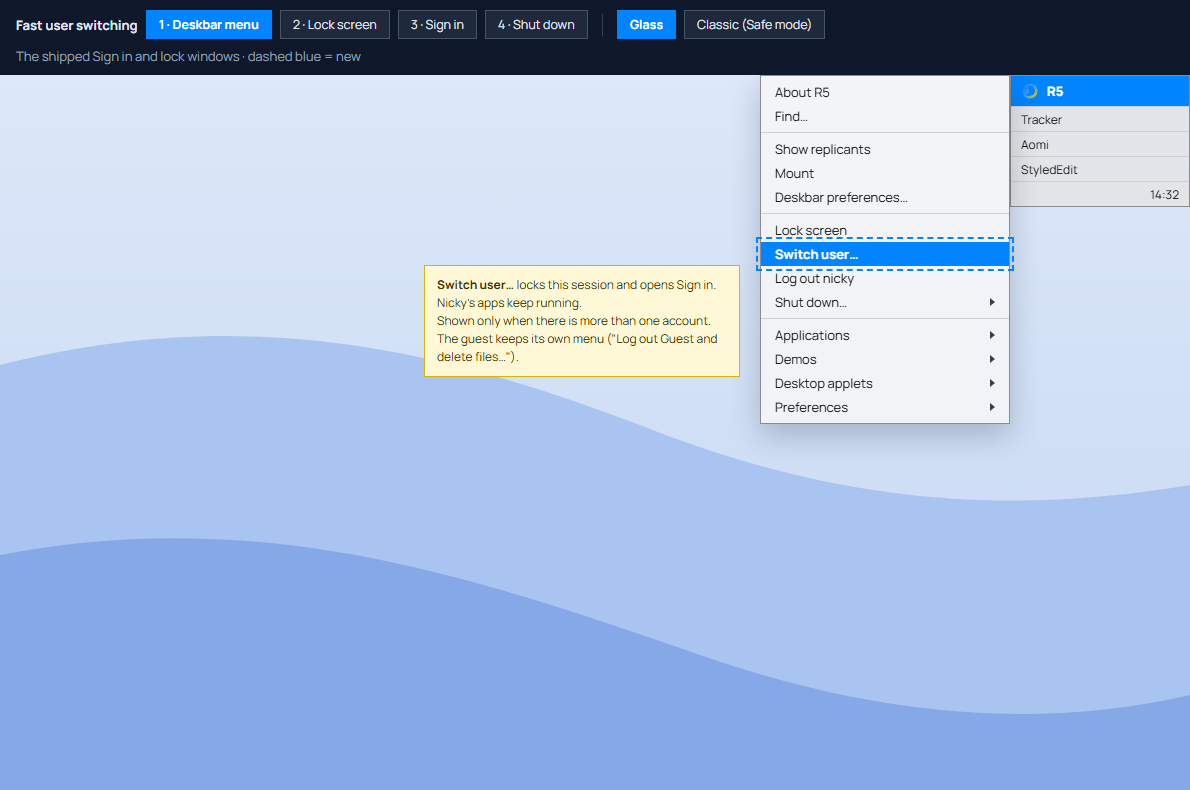 Fast user switching
1 · Deskbar menu
2 · Lock screen
3 · Sign in
4 · Shut down
Glass
Classic (Safe mode)
The shipped Sign in and lock windows · dashed blue = new
About R5
Find…
Show replicants
Mount
Deskbar preferences…
Lock screen
Switch user…
Log out nicky
Shut down…
Applications
Demos
Desktop applets
Preferences
R5
Tracker
Aomi
StyledEdit
14:32
Switch user… locks this session and opens Sign in.
Nicky's apps keep running.
Shown only when there is more than one account.
The guest keeps its own menu ("Log out Guest and
delete files…").